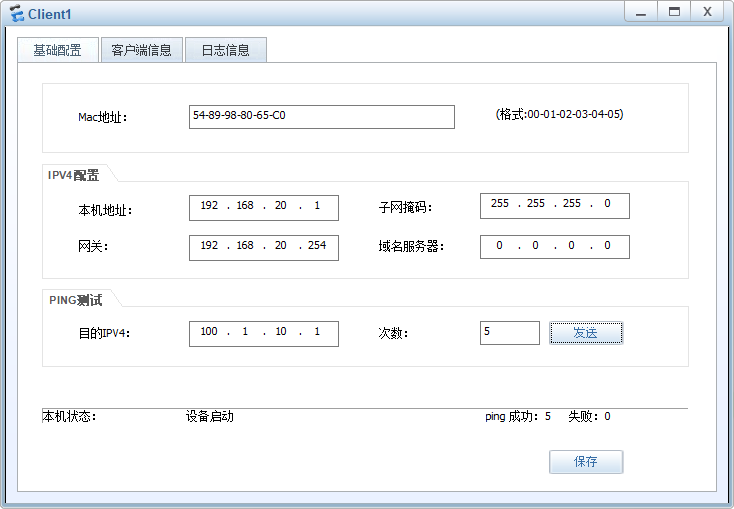 Client1
基础配置 客户端信息 日志信息
Mac地址: 54-89-98-80-65-C0 (格式:00-01-02-03-04-05)
IPV4配置
本机地址: 192 . 168 . 20 . 1 子网掩码: 255 . 255 . 255 . 0
网关: 192 . 168 . 20 . 254 域名服务器: 0 . 0 . 0 . 0
PING测试
目的IPV4: 100 . 1 . 10 . 1 次数: 5 发送
本机状态: 设备启动 ping 成功: 5 失败: 0
保存